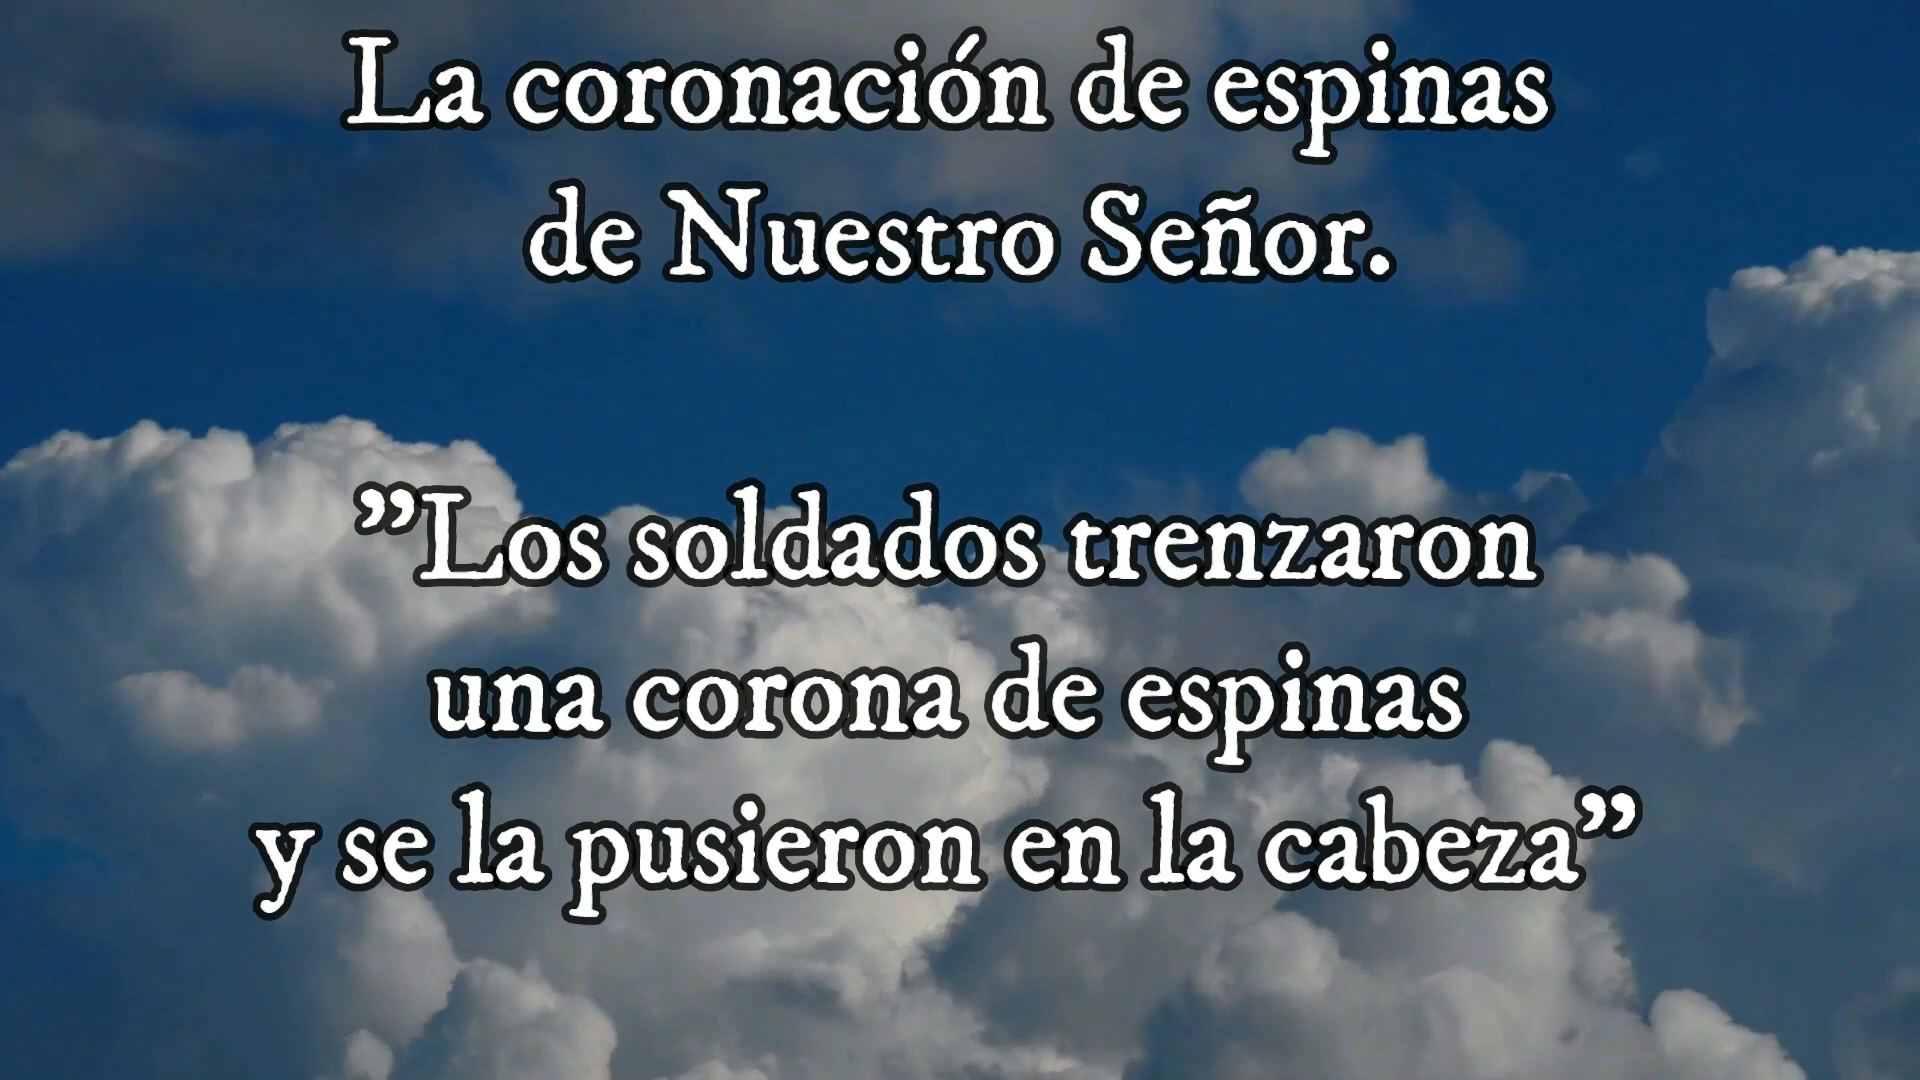 La coronación de espinas
de Nuestro Señor.
”Los soldados trenzaron
una corona de espinas
y se la pusieron en la cabeza”